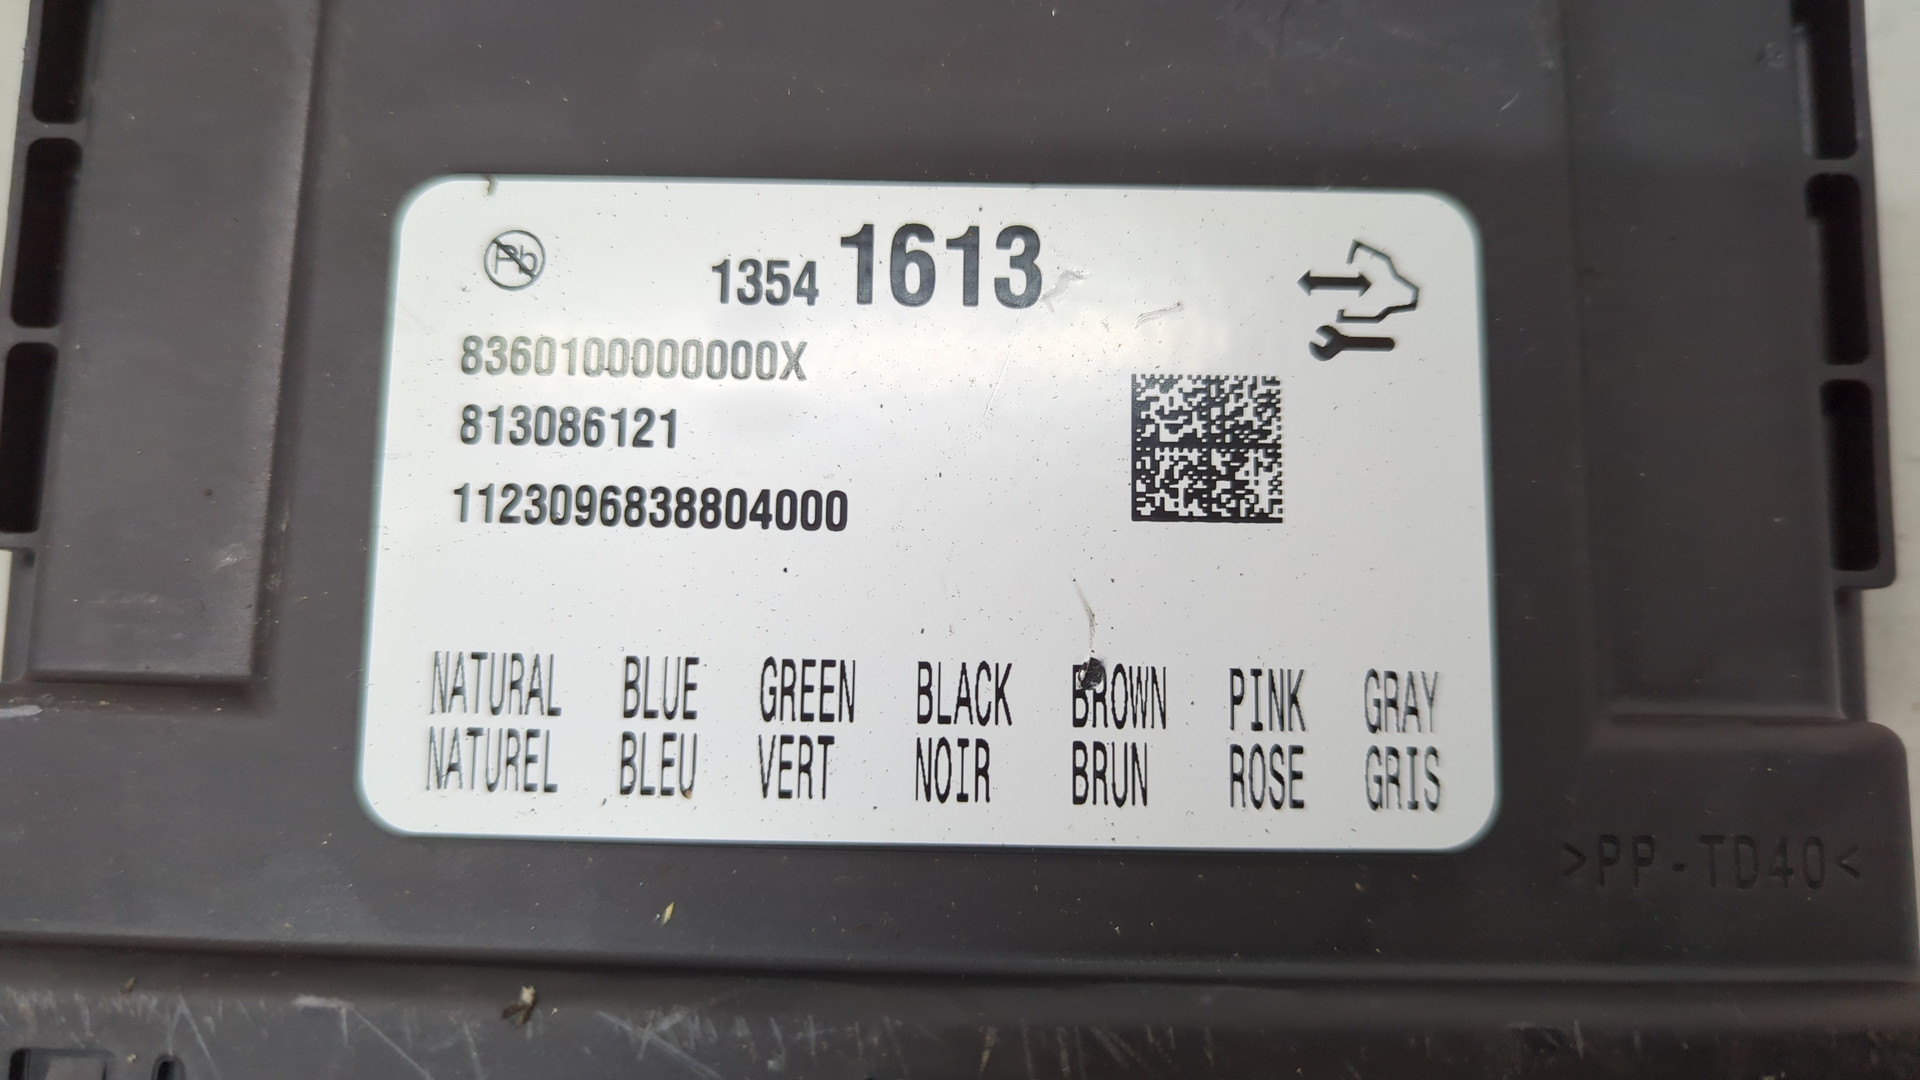 Pb
1354 1613
8360100000000X
813086121
1123096838804000
NATURAL BLUE GREEN BLACK BROWN PINK GRAY
NATUREL BLEU VERT NOIR BRUN ROSE GRIS
>PP-TD40<